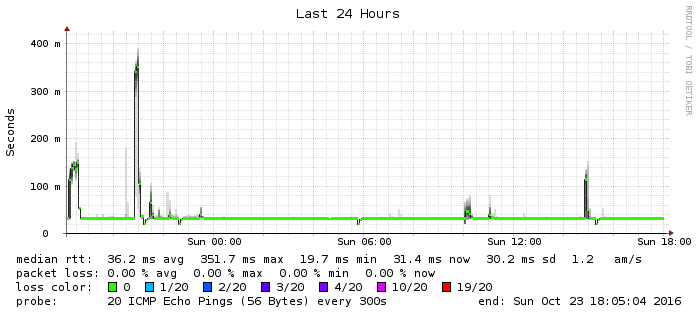 Last 24 Hours
RRDTOOL / TOBI OETIKER
Seconds
400 m
300 m
200 m
100 m
0
Sun 00:00 Sun 06:00 Sun 12:00 Sun 18:00
median rtt: 36.2 ms avg 351.7 ms max 19.7 ms min 31.4 ms now 30.2 ms sd 1.2 am/s
packet loss: 0.00 % avg 0.00 % max 0.00 % min 0.00 % now
loss color: 0 1/20 2/20 3/20 4/20 10/20 19/20
probe: 20 ICMP Echo Pings (56 Bytes) every 300s end: Sun Oct 23 18:05:04 2016